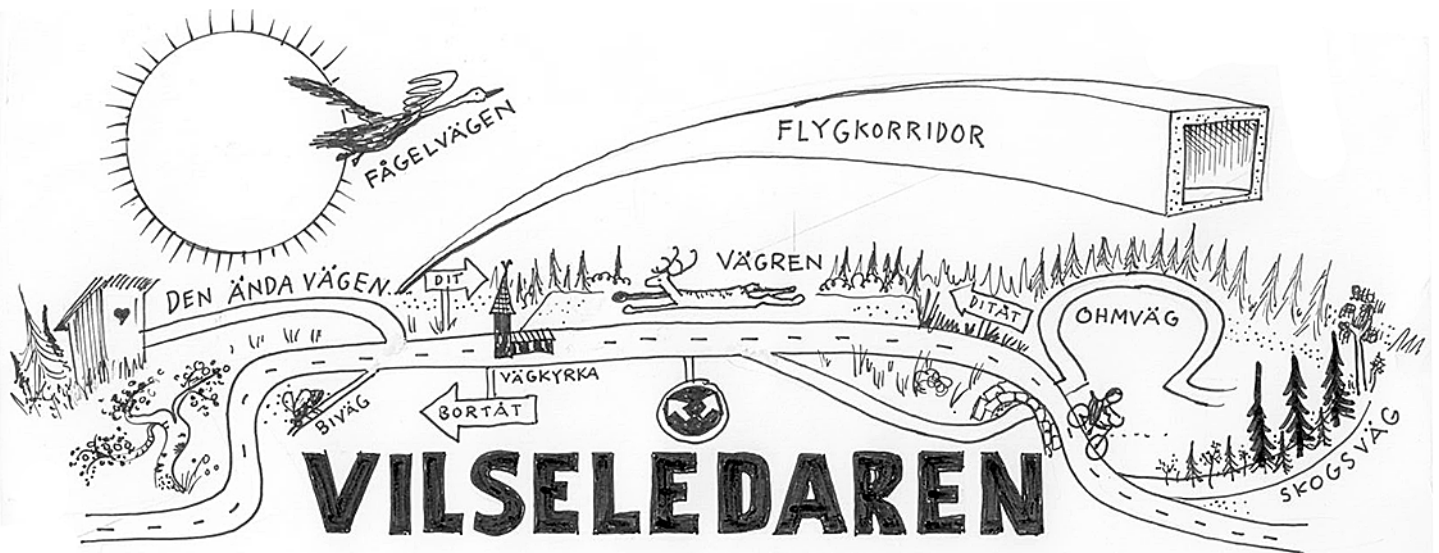 FÅGELVÄGEN
FLYGKORRIDOR
DEN ÄNDA VÄGEN
DIT
VÄGREN
DITÅT
OHMVÄG
VÄGKYRKA
BIVÄG
BORTÅT
SKOGSVÄG
VILSELEDAREN